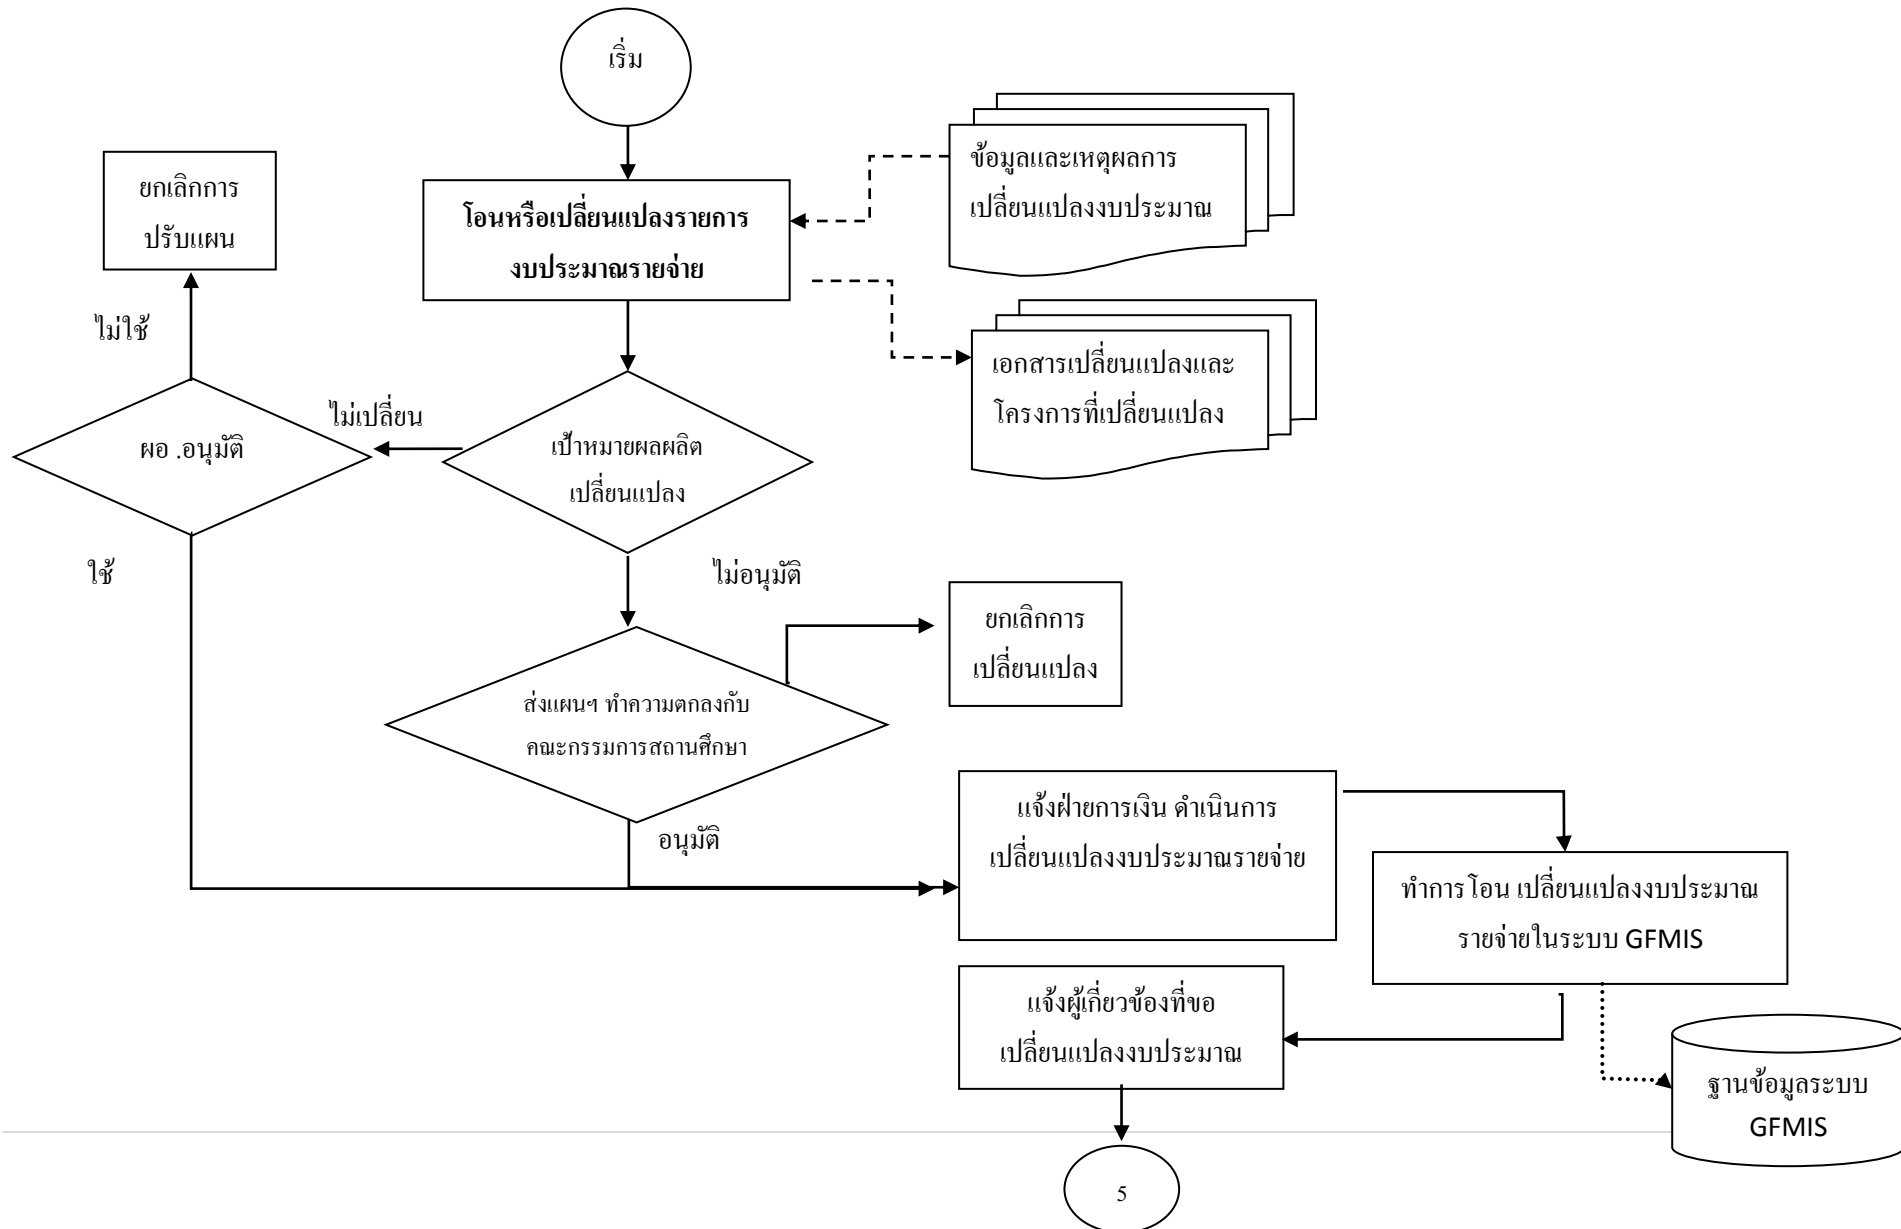 เริ่ม
ข้อมูลและเหตุผลการ
เปลี่ยนแปลงงบประมาณ
ยกเลิกการ
ปรับแผน
โอนหรือเปลี่ยนแปลงรายการ
งบประมาณรายจ่าย
ไม่ใช้
เอกสารเปลี่ยนแปลงและ
โครงการที่เปลี่ยนแปลง
ไม่เปลี่ยน
ผอ .อนุมัติ
เป้าหมายผลผลิต
เปลี่ยนแปลง
ใช้
ไม่อนุมัติ
ยกเลิกการ
เปลี่ยนแปลง
ส่งแผนฯ ทำความตกลงกับ
คณะกรรมการสถานศึกษา
อนุมัติ
แจ้งฝ่ายการเงิน ดำเนินการ
เปลี่ยนแปลงงบประมาณรายจ่าย
ทำการโอน เปลี่ยนแปลงงบประมาณ
รายจ่ายในระบบ GFMIS
แจ้งผู้เกี่ยวข้องที่ขอ
เปลี่ยนแปลงงบประมาณ
ฐานข้อมูลระบบ
GFMIS
5